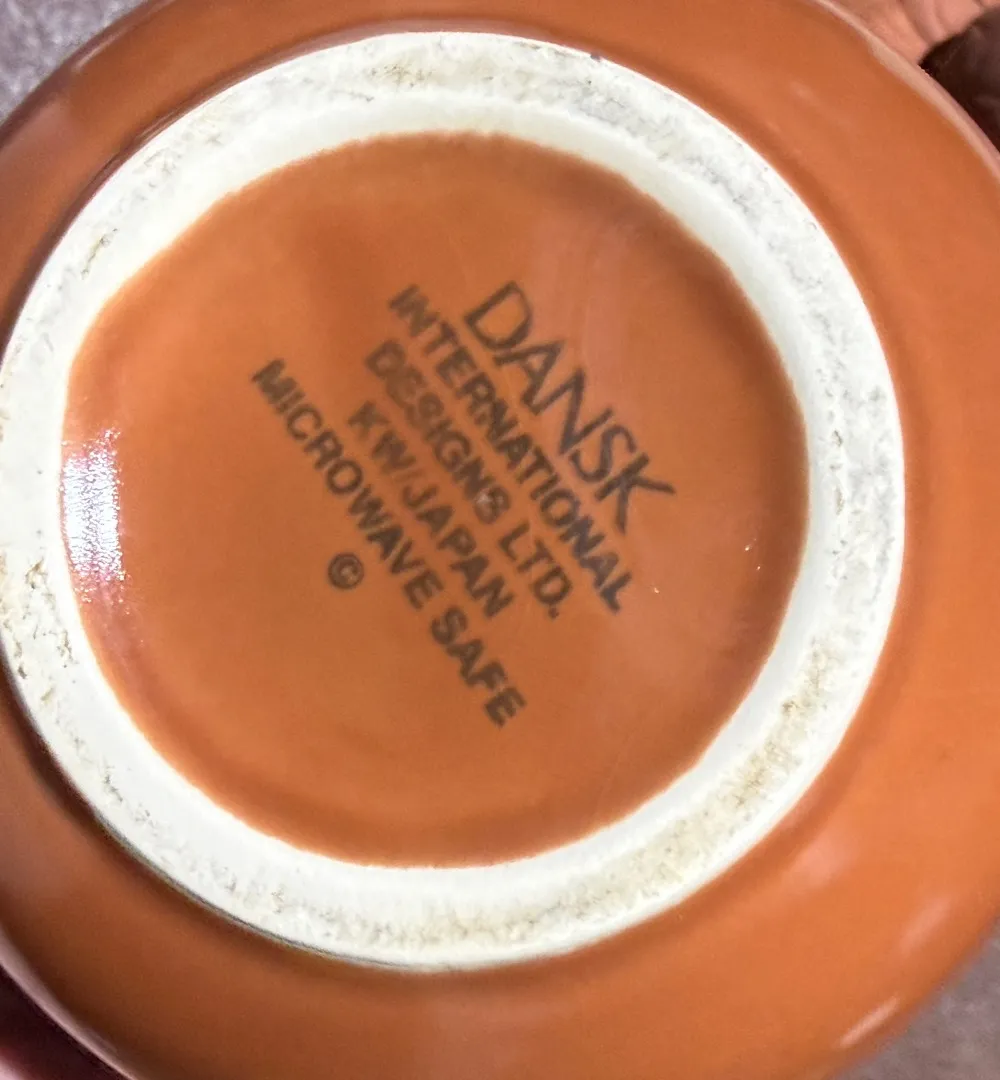 DANSK
INTERNATIONAL
DESIGNS LTD.
KW/JAPAN
MICROWAVE SAFE
©